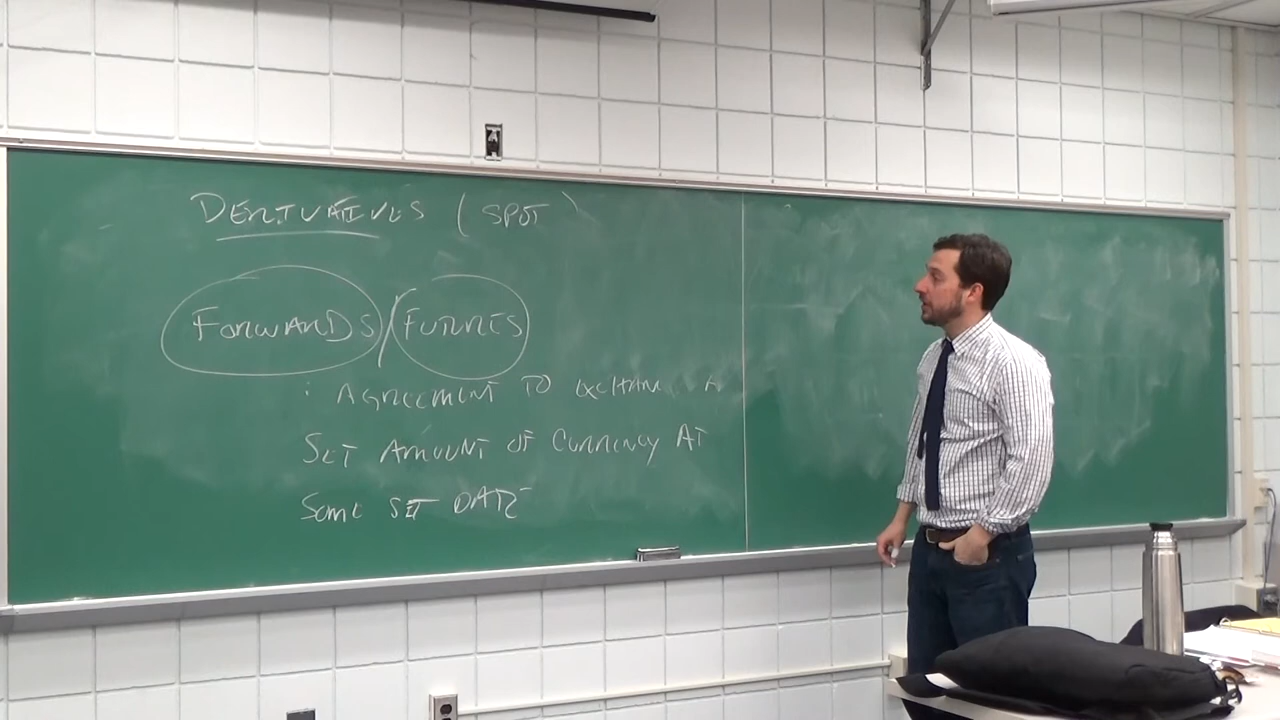 DERIVATIVES (SPOT)
FORWARDS / FUTURES
: AGREEMENT TO EXCHANGE A
SET AMOUNT OF CURRENCY AT
SOME SET DATE